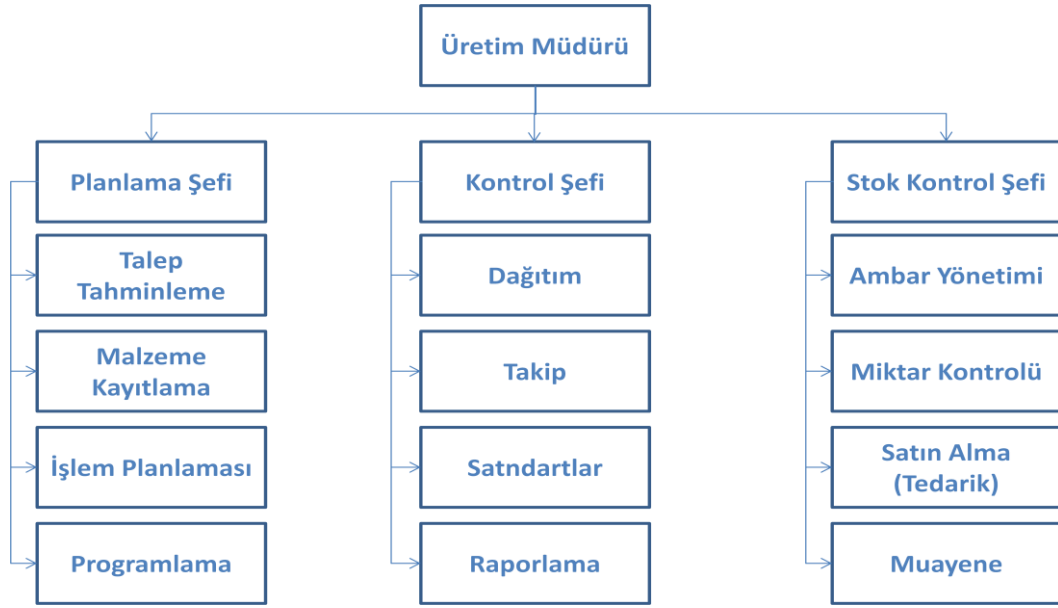 Üretim Müdürü
Planlama Şefi
Kontrol Şefi
Stok Kontrol Şefi
Talep
Tahminleme
Dağıtım
Ambar Yönetimi
Malzeme
Kayıtlama
Takip
Miktar Kontrolü
İşlem Planlaması
Satndartlar
Satın Alma
(Tedarik)
Programlama
Raporlama
Muayene